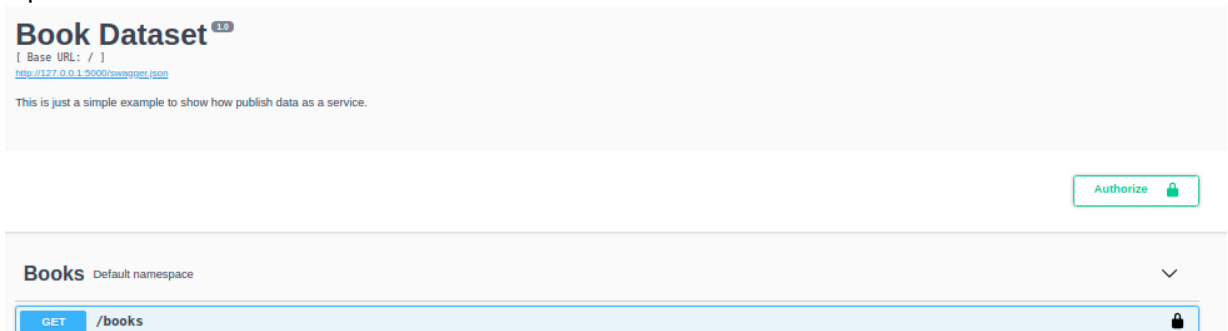 Book Dataset 1.0
[ Base URL: / ]
http://127.0.0.1:5000/swagger.json
This is just a simple example to show how publish data as a service.
Authorize
Books Default namespace
GET /books